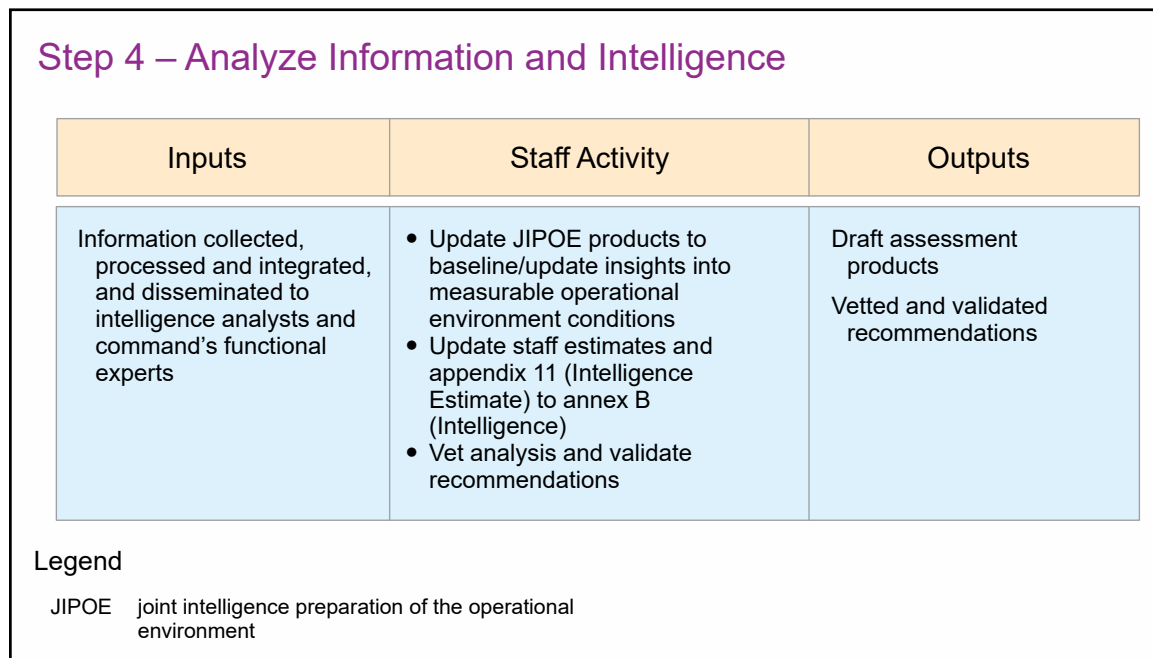 Step 4 – Analyze Information and Intelligence
Inputs
Staff Activity
Outputs
Information collected,
processed and integrated,
and disseminated to
intelligence analysts and
command’s functional
experts
• Update JIPOE products to
baseline/update insights into
measurable operational
environment conditions
• Update staff estimates and
appendix 11 (Intelligence
Estimate) to annex B
(Intelligence)
• Vet analysis and validate
recommendations
Draft assessment
products
Vetted and validated
recommendations
Legend
JIPOE joint intelligence preparation of the operational
environment